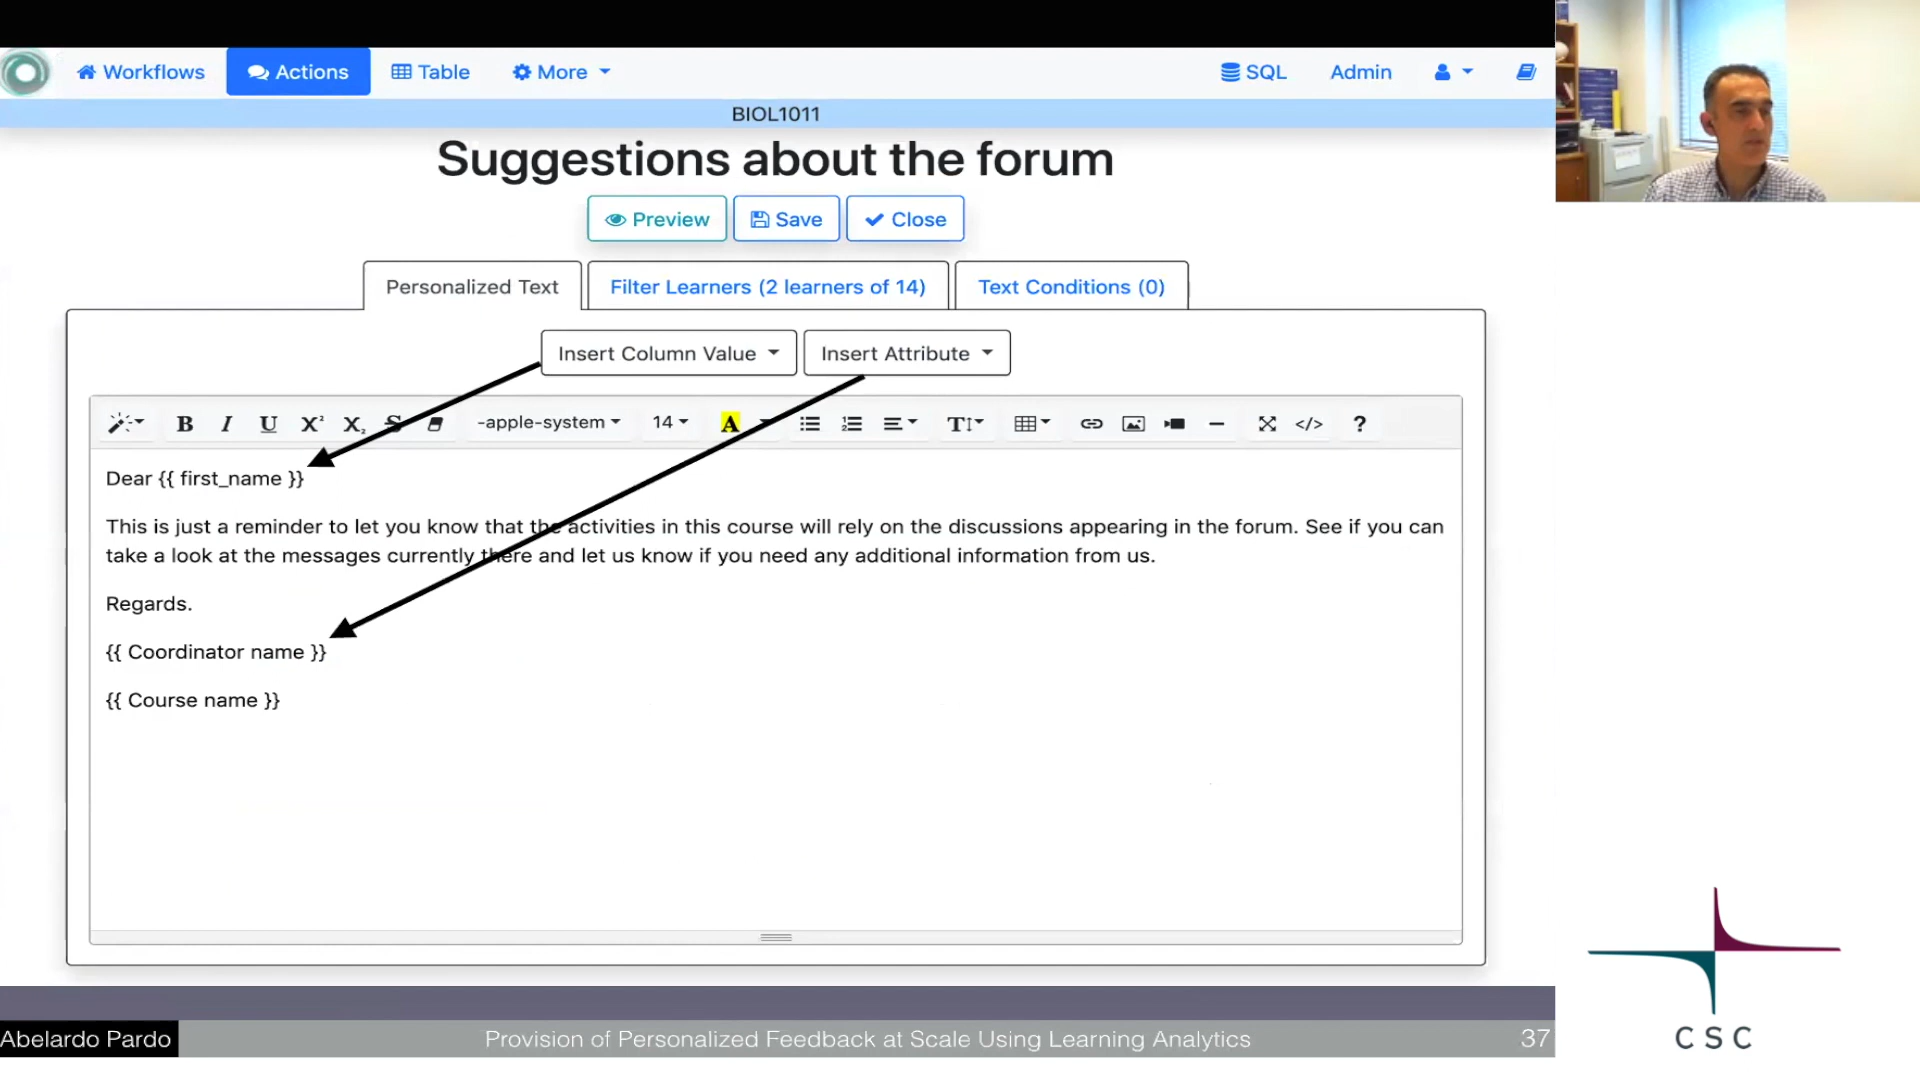 Workflows Actions Table More SQL Admin
BIOL1011
Suggestions about the forum
Preview Save Close
Personalized Text Filter Learners (2 learners of 14) Text Conditions (0)
Insert Column Value Insert Attribute
B I U X² X₂ S -apple-system 14 A T </> ?
Dear {{ first_name }}
This is just a reminder to let you know that the activities in this course will rely on the discussions appearing in the forum. See if you can
take a look at the messages currently there and let us know if you need any additional information from us.
Regards.
{{ Coordinator name }}
{{ Course name }}
Abelardo Pardo Provision of Personalized Feedback at Scale Using Learning Analytics 37
CSC